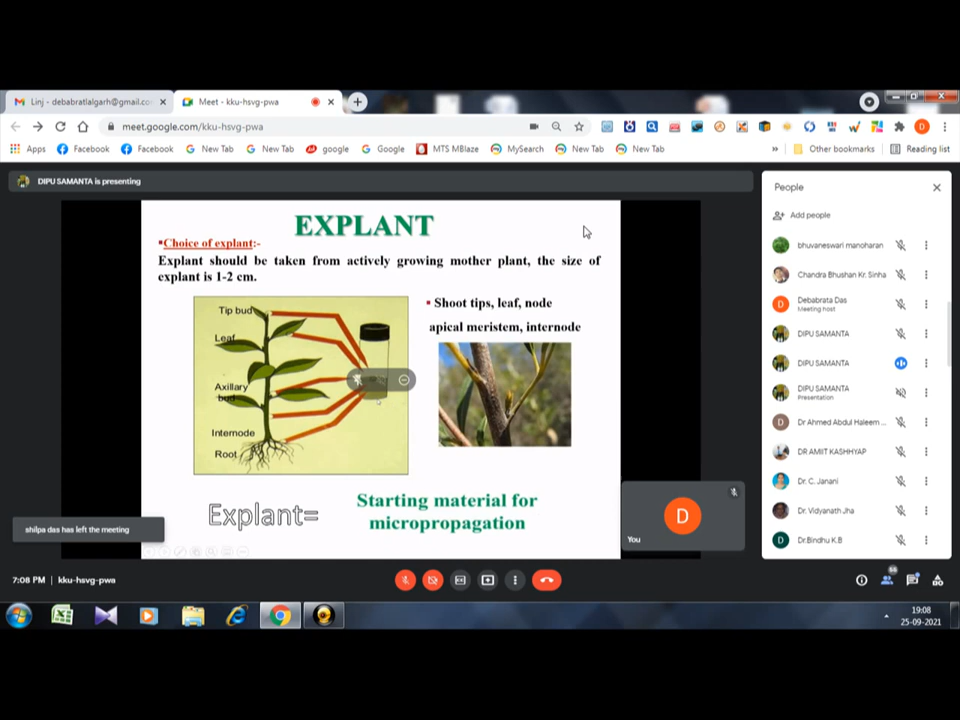 Linj - debabratlalgarh@gmail.co
Meet - kku-hsvg-pwa
meet.google.com/kku-hsvg-pwa
Apps
Facebook
Facebook
New Tab
New Tab
google
Google
MTS MBlaze
MySearch
New Tab
New Tab
»
Other bookmarks
Reading list
DIPU SAMANTA is presenting
EXPLANT
Choice of explant:-
Explant should be taken from actively growing mother plant, the size of
explant is 1-2 cm.
Tip bud
Leaf
Axillary
bud
Internode
Root
Shoot tips, leaf, node
apical meristem, internode
Explant=
Starting material for
micropropagation
shilpa das has left the meeting
D
You
People
Add people
bhuvaneswari manoharan
Chandra Bhushan Kr. Sinha
D
Debabrata Das
Meeting host
DIPU SAMANTA
DIPU SAMANTA
DIPU SAMANTA
Presentation
D
Dr Ahmed Abdul Haleem ...
DR AMIT KASHHYAP
Dr. C. Janani
Dr. Vidyanath Jha
D
Dr.Bindhu K.B
7:08 PM | kku-hsvg-pwa
55
19:08
25-09-2021